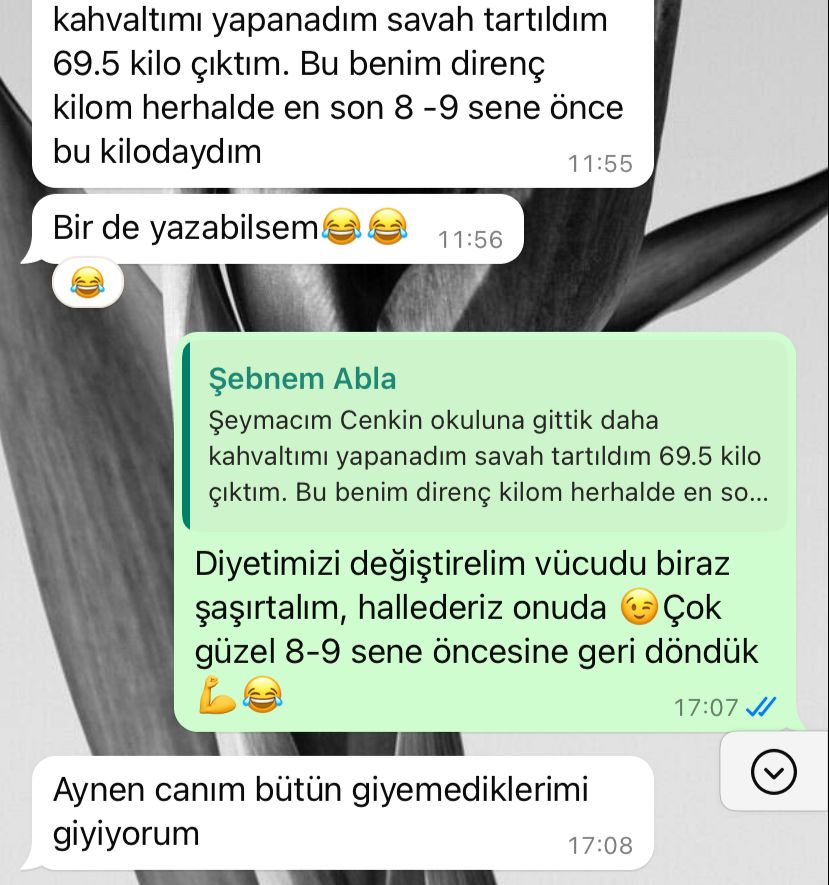 kahvaltımı yapanadım savah tartıldım
69.5 kilo çıktım. Bu benim direnç
kilom herhalde en son 8 -9 sene önce
bu kilodaydım
11:55
Bir de yazabilsem😂😂
11:56
😂
Şebnem Abla
Şeymacım Cenkin okuluna gittik daha
kahvaltımı yapanadım savah tartıldım 69.5 kilo
çıktım. Bu benim direnç kilom herhalde en so...
Diyetimizi değiştirelim vücudu biraz
şaşırtalım, hallederiz onuda 😉Çok
güzel 8-9 sene öncesine geri döndük
💪😂
17:07
Aynen canım bütün giyemediklerimi
giyiyorum
17:08